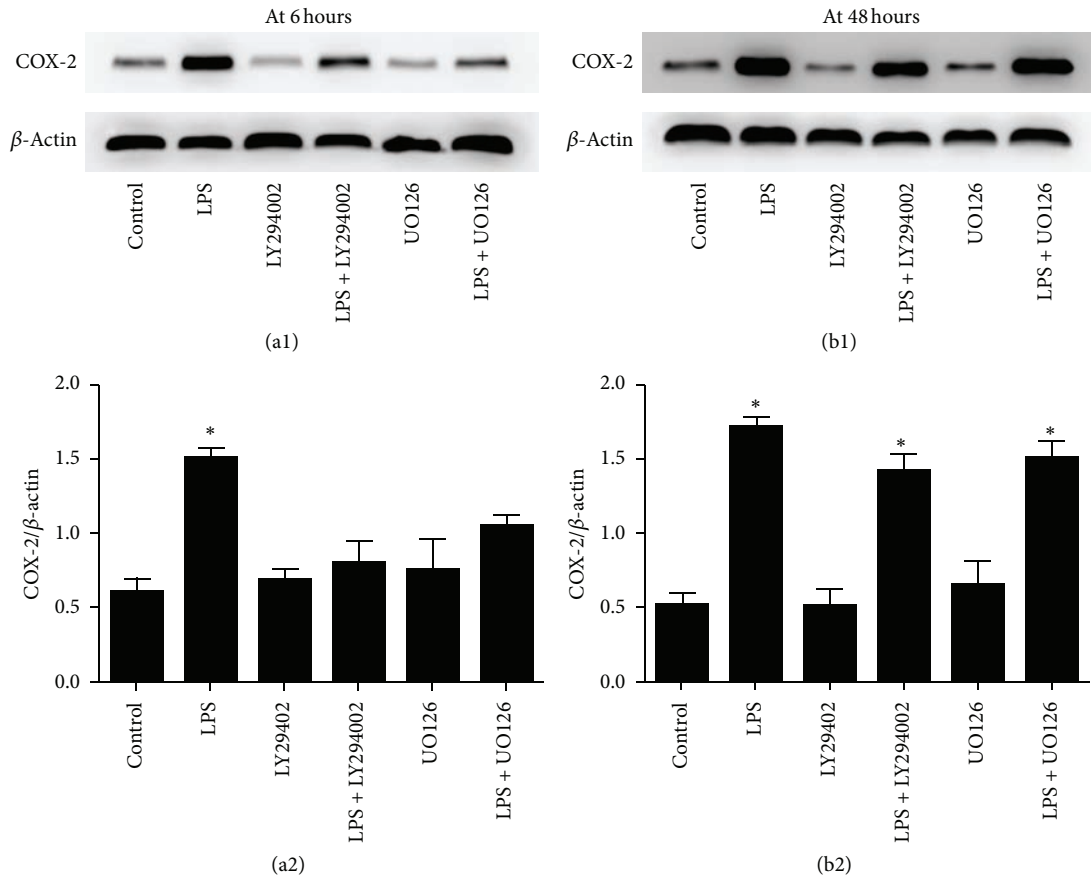 At 6 hours
COX-2
β-Actin
Control
LPS
LY294002
LPS + LY294002
UO126
LPS + UO126
(a1)
At 48 hours
COX-2
β-Actin
Control
LPS
LY294002
LPS + LY294002
UO126
LPS + UO126
(b1)
2.0
1.5
1.0
0.5
0.0
COX-2/β-actin
*
Control
LPS
LY29402
LPS + LY294002
UO126
LPS + UO126
(a2)
2.0
1.5
1.0
0.5
0.0
COX-2/β-actin
*
*
*
Control
LPS
LY29402
LPS + LY294002
UO126
LPS + UO126
(b2)